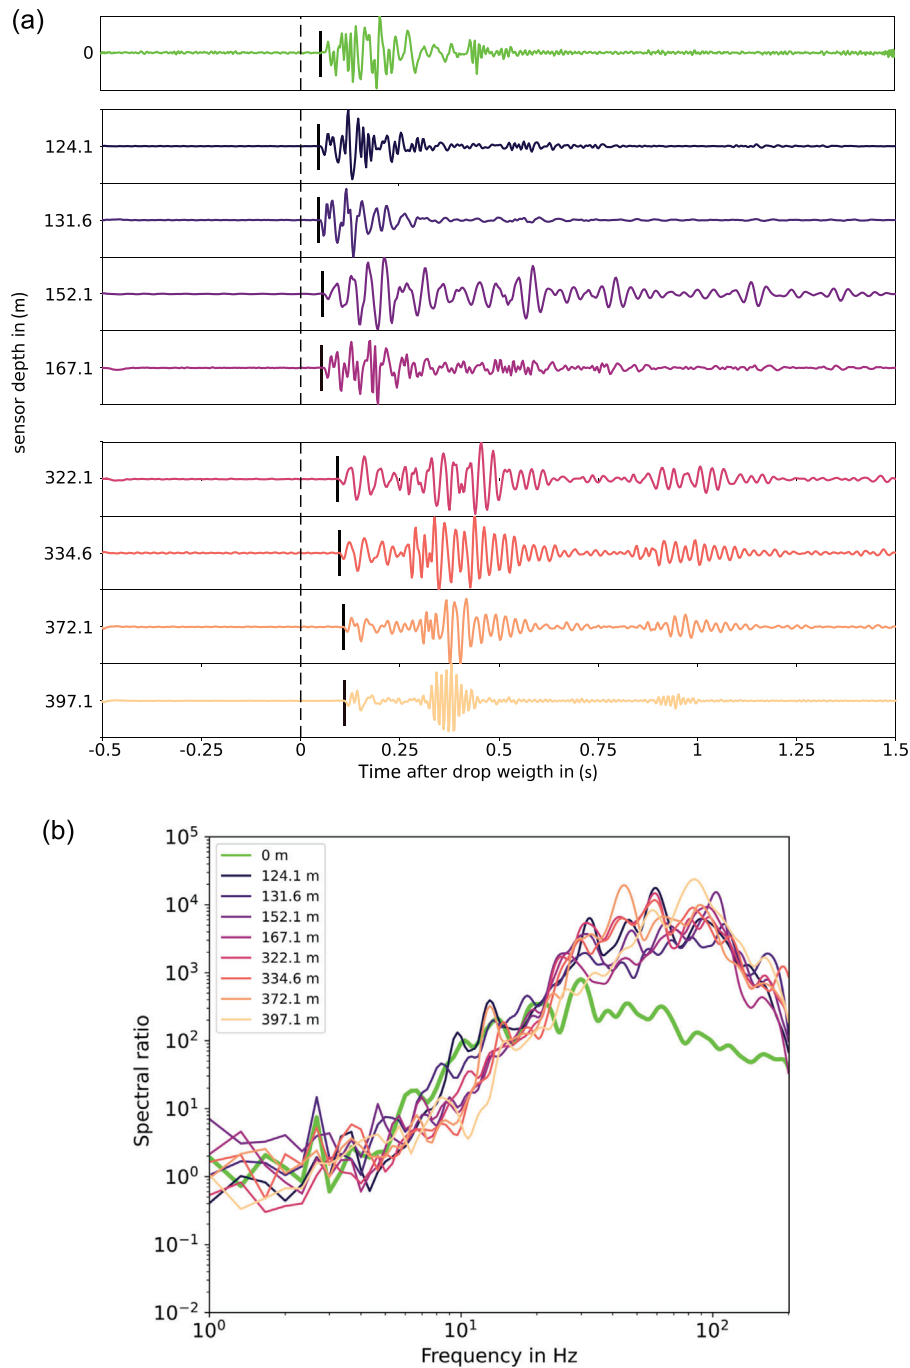 (a)
0
124.1
131.6
152.1
167.1
322.1
334.6
372.1
397.1
sensor depth in (m)
-0.5 -0.25 0 0.25 0.5 0.75 1 1.25 1.5
Time after drop weigth in (s)
(b)
10^5
10^4
10^3
10^2
10^1
10^0
10^-1
10^-2
Spectral ratio
0 m
124.1 m
131.6 m
152.1 m
167.1 m
322.1 m
334.6 m
372.1 m
397.1 m
10^0 10^1 10^2
Frequency in Hz